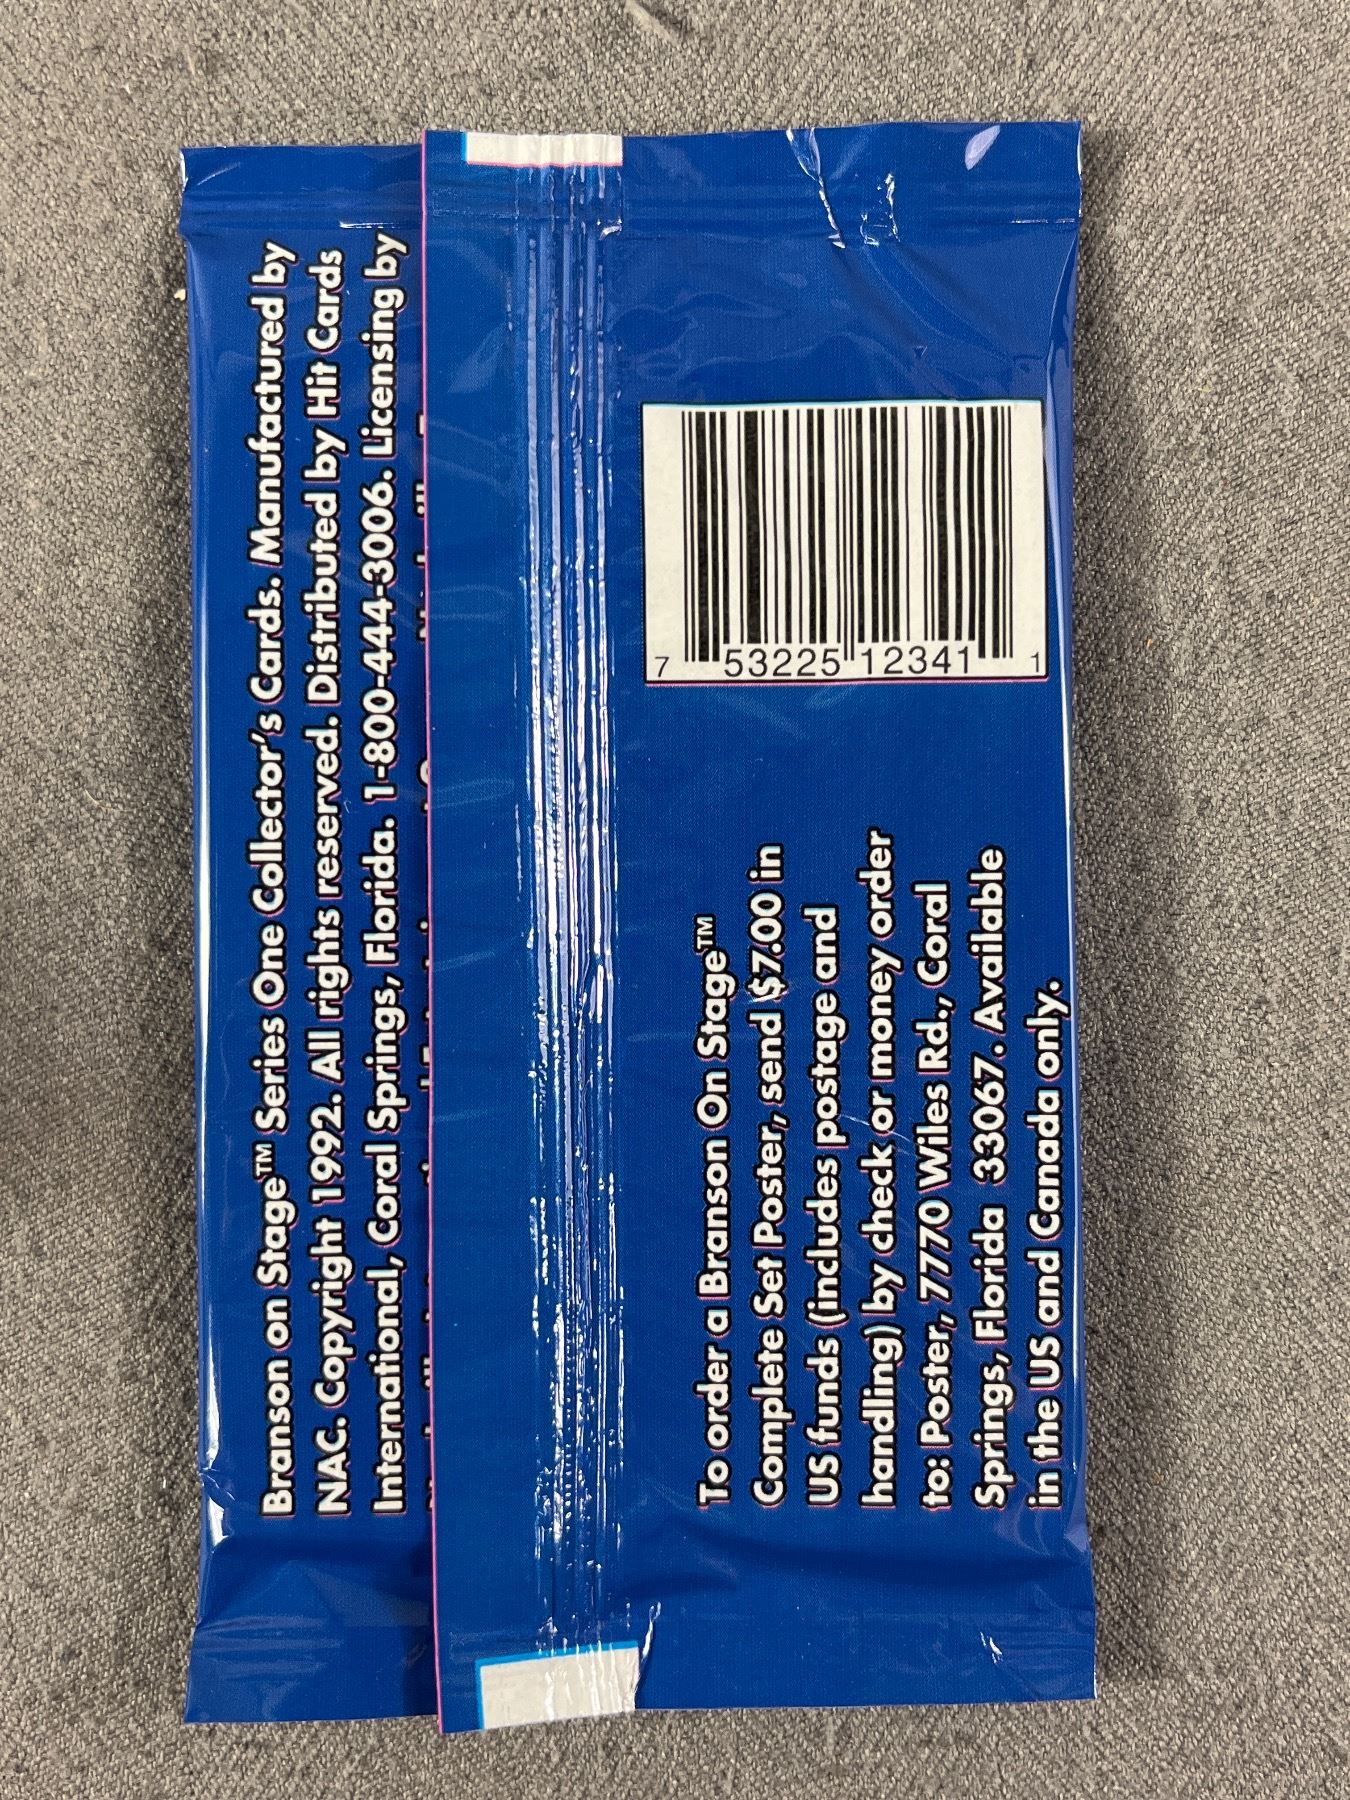 Branson on Stage™ Series One Collector's Cards. Manufactured by
NAC. Copyright 1992. All rights reserved. Distributed by Hit Cards
International, Coral Springs, Florida. 1-800-444-3006. Licensing by
To order a Branson On Stage™
Complete Set Poster, send $7.00 in
US funds (includes postage and
handling) by check or money order
to: Poster, 7770 Wiles Rd., Coral
Springs, Florida 33067. Available
in the US and Canada only.
7 53225 12341 1